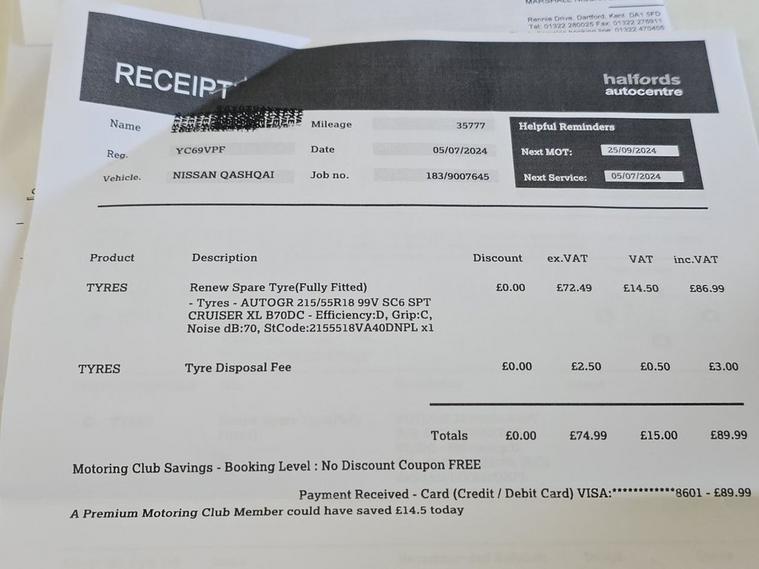 Rennie Drive, Dartford, Kent. DA1 5FD
Tel: 01322 280025 Fax: 01322 276911
RECEIPT
halfords
autocentre
Name Mileage 35777
Reg. YC69VPF Date 05/07/2024
Vehicle. NISSAN QASHQAI Job no. 183/9007645
Helpful Reminders
Next MOT: 25/09/2024
Next Service: 05/07/2024
Product Description Discount ex.VAT VAT inc.VAT
TYRES Renew Spare Tyre(Fully Fitted) £0.00 £72.49 £14.50 £86.99
- Tyres - AUTOGR 215/55R18 99V SC6 SPT
CRUISER XL B70DC - Efficiency:D, Grip:C,
Noise dB:70, StCode:2155518VA40DNPL x1
TYRES Tyre Disposal Fee £0.00 £2.50 £0.50 £3.00
Totals £0.00 £74.99 £15.00 £89.99
Motoring Club Savings - Booking Level : No Discount Coupon FREE
Payment Received - Card (Credit / Debit Card) VISA:************8601 - £89.99
A Premium Motoring Club Member could have saved £14.5 today